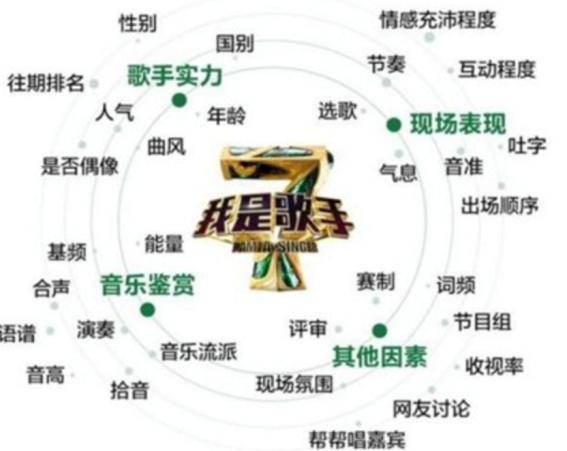 性别
情感充沛程度
国别
节奏
互动程度
往期排名
歌手实力
人气
年龄
选歌
现场表现
吐字
曲风
是否偶像
气息
音准
出场顺序
我是歌手
能量
基频
音乐鉴赏
合声
赛制
词频
语谱
演奏
评审
节目组
音乐流派
其他因素
收视率
音高
拾音
现场氛围
网友讨论
帮帮唱嘉宾